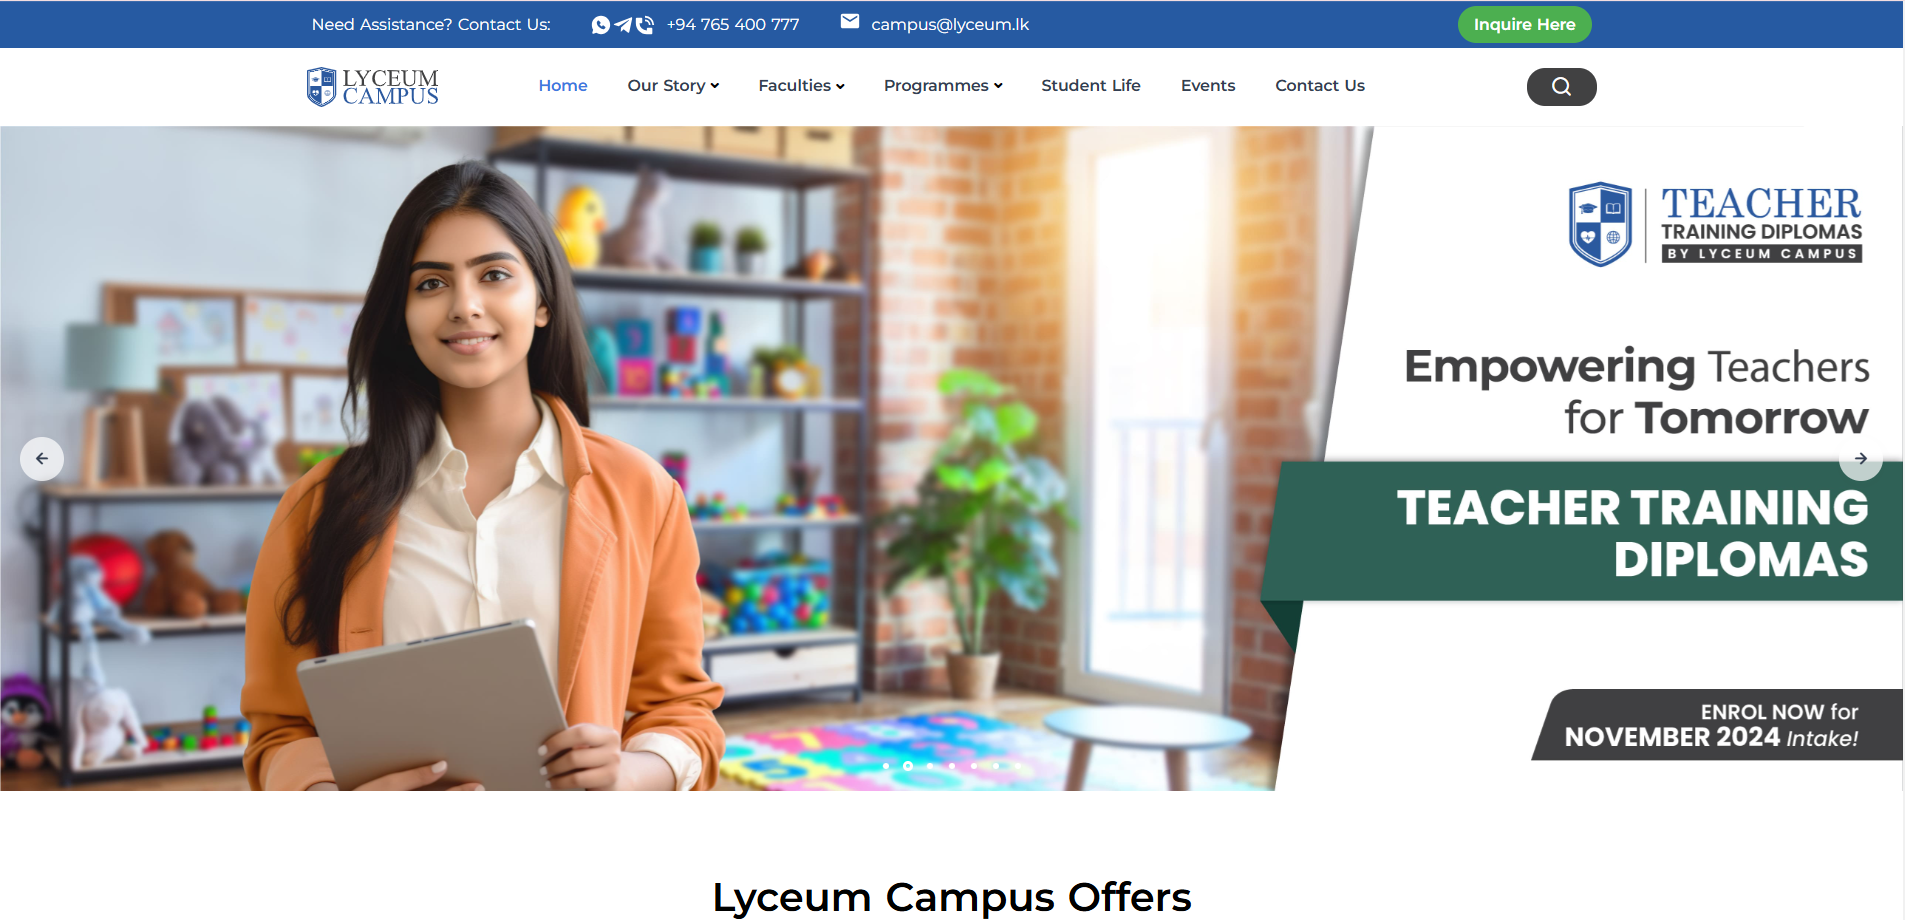 Need Assistance? Contact Us: +94 765 400 777 campus@lyceum.lk Inquire Here
LYCEUM
CAMPUS
Home Our Story Faculties Programmes Student Life Events Contact Us
TEACHER
TRAINING DIPLOMAS
BY LYCEUM CAMPUS
Empowering Teachers
for Tomorrow
TEACHER TRAINING
DIPLOMAS
ENROL NOW for
NOVEMBER 2024 Intake!
Lyceum Campus Offers